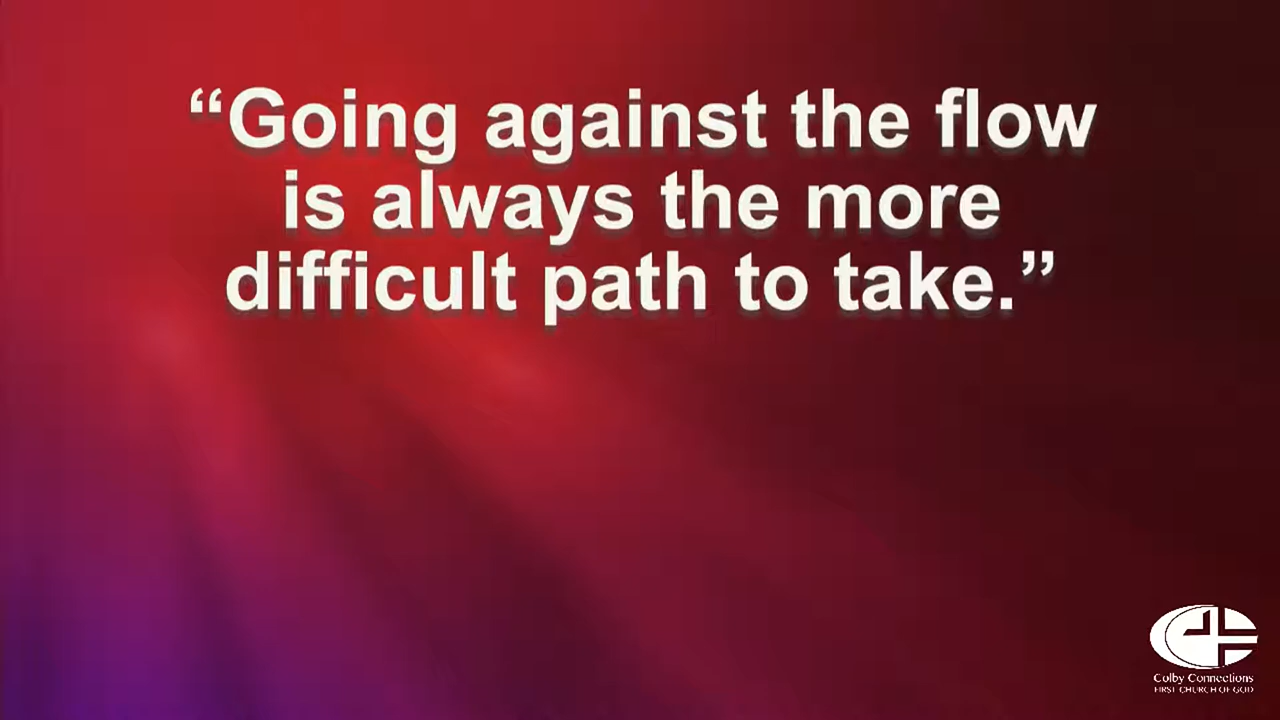 “Going against the flow
is always the more
difficult path to take.”
Colby Connections
FIRST CHURCH OF GOD